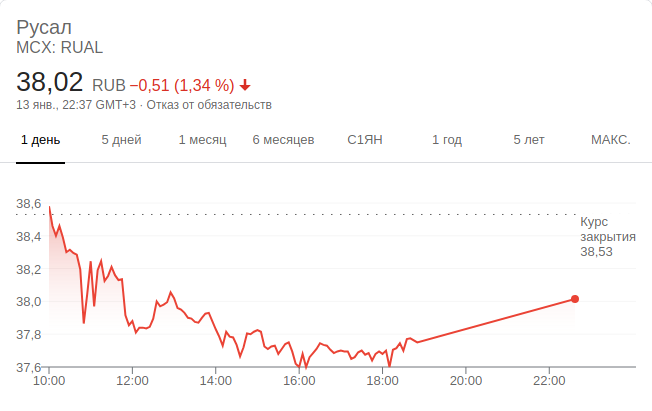 Русал
MCX: RUAL
38,02 RUB −0,51 (1,34 %)
13 янв., 22:37 GMT+3 · Отказ от обязательств
1 день 5 дней 1 месяц 6 месяцев С1ЯН 1 год 5 лет МАКС.
38,6
Курс
закрытия
38,53
38,4
38,2
38,0
37,8
37,6
10:00 12:00 14:00 16:00 18:00 20:00 22:00